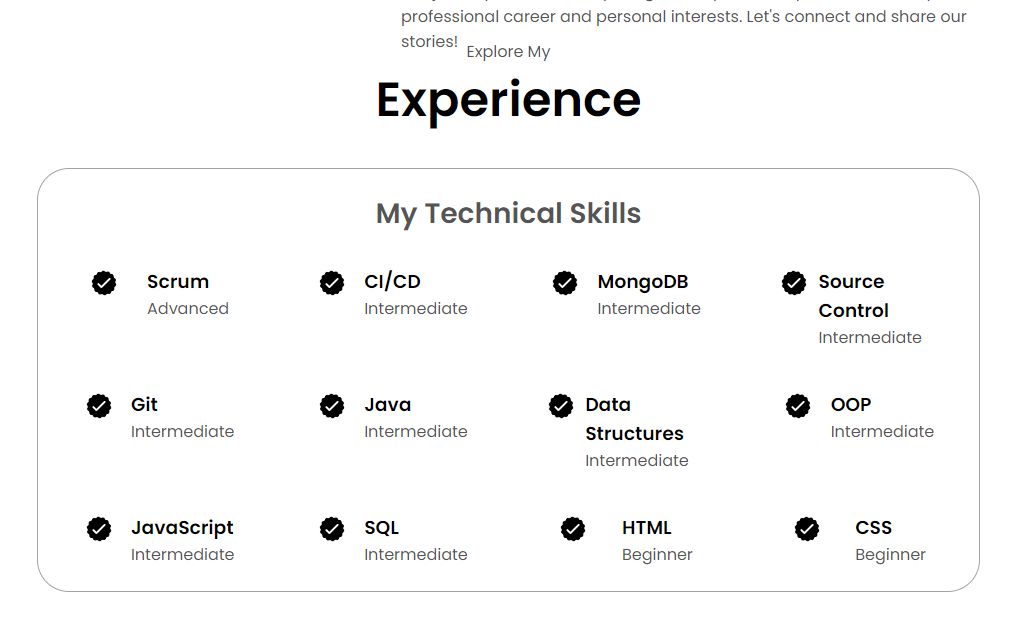 professional career and personal interests. Let's connect and share our
stories!
Explore My
Experience
My Technical Skills
Scrum
Advanced
CI/CD
Intermediate
MongoDB
Intermediate
Source
Control
Intermediate
Git
Intermediate
Java
Intermediate
Data
Structures
Intermediate
OOP
Intermediate
JavaScript
Intermediate
SQL
Intermediate
HTML
Beginner
CSS
Beginner